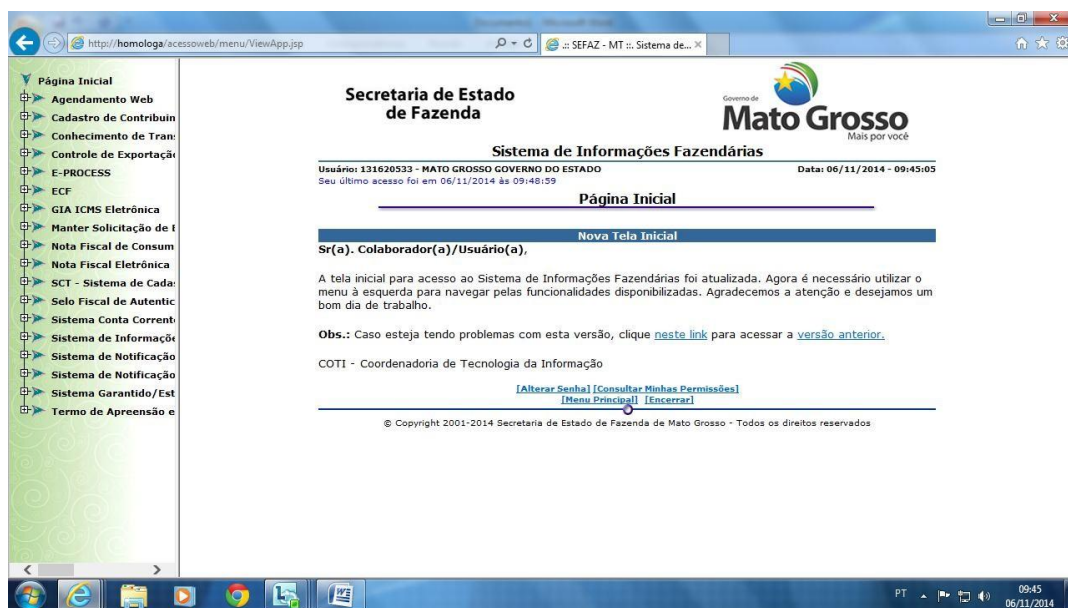 http://homologa/acessoweb/menu/ViewApp.jsp
.:: SEFAZ - MT ::. Sistema de...
Página Inicial
Agendamento Web
Cadastro de Contribuin
Conhecimento de Tran
Controle de Exportaçã
E-PROCESS
ECF
GIA ICMS Eletrônica
Manter Solicitação de
Nota Fiscal de Consum
Nota Fiscal Eletrônica
SCT - Sistema de Cada
Selo Fiscal de Autentic
Sistema Conta Corrent
Sistema de Informaçõe
Sistema de Notificação
Sistema de Notificação
Sistema Garantido/Est
Termo de Apreensão e
Secretaria de Estado
de Fazenda
Governo de
Mato Grosso
Mais por você
Sistema de Informações Fazendárias
Usuário: 131620533 - MATO GROSSO GOVERNO DO ESTADO Data: 06/11/2014 - 09:45:05
Seu último acesso foi em 06/11/2014 às 09:48:59
Página Inicial
Nova Tela Inicial
Sr(a). Colaborador(a)/Usuário(a),
A tela inicial para acesso ao Sistema de Informações Fazendárias foi atualizada. Agora é necessário utilizar o
menu à esquerda para navegar pelas funcionalidades disponibilizadas. Agradecemos a atenção e desejamos um
bom dia de trabalho.
Obs.: Caso esteja tendo problemas com esta versão, clique neste link para acessar a versão anterior.
COTI - Coordenadoria de Tecnologia da Informação
[Alterar Senha] [Consultar Minhas Permissões]
[Menu Principal] [Encerrar]
© Copyright 2001-2014 Secretaria de Estado de Fazenda de Mato Grosso - Todos os direitos reservados
PT
09:45
06/11/2014